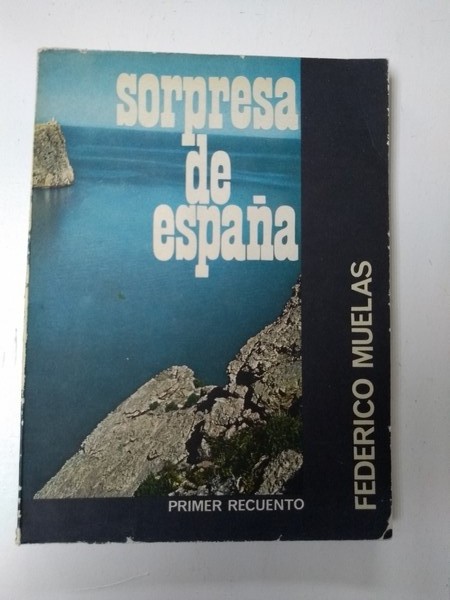 sorpresa
de
españa
FEDERICO MUELAS
PRIMER RECUENTO